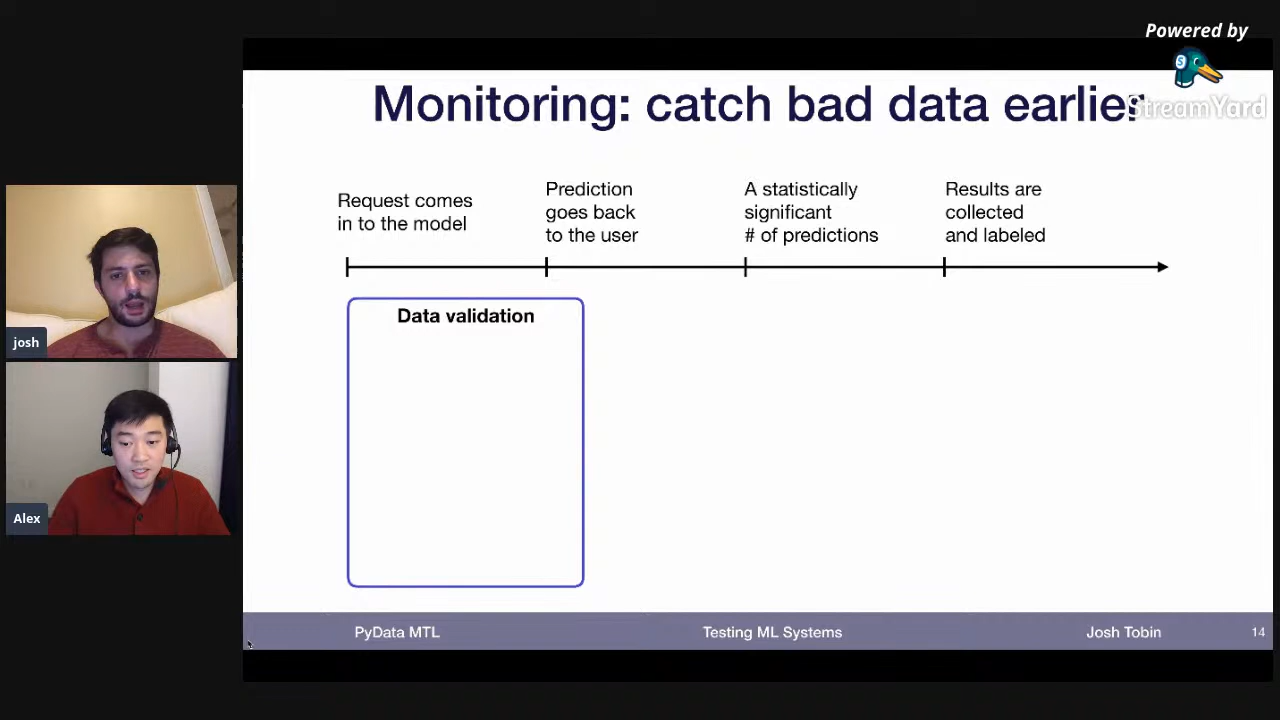 Powered by
StreamYard
Monitoring: catch bad data earlier
Request comes
in to the model
Prediction
goes back
to the user
A statistically
significant
# of predictions
Results are
collected
and labeled
Data validation
josh
Alex
PyData MTL
Testing ML Systems
Josh Tobin
14